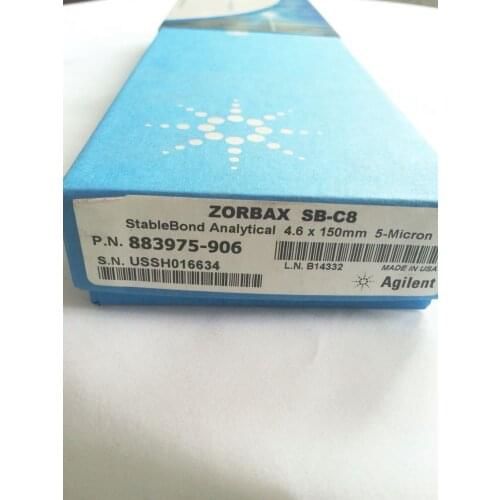 ZORBAX SB-C8
StableBond Analytical 4.6 x 150mm 5-Micron
P.N. 883975-906
S.N. USSH016634
L.N. B14332
MADE IN USA
Agilent